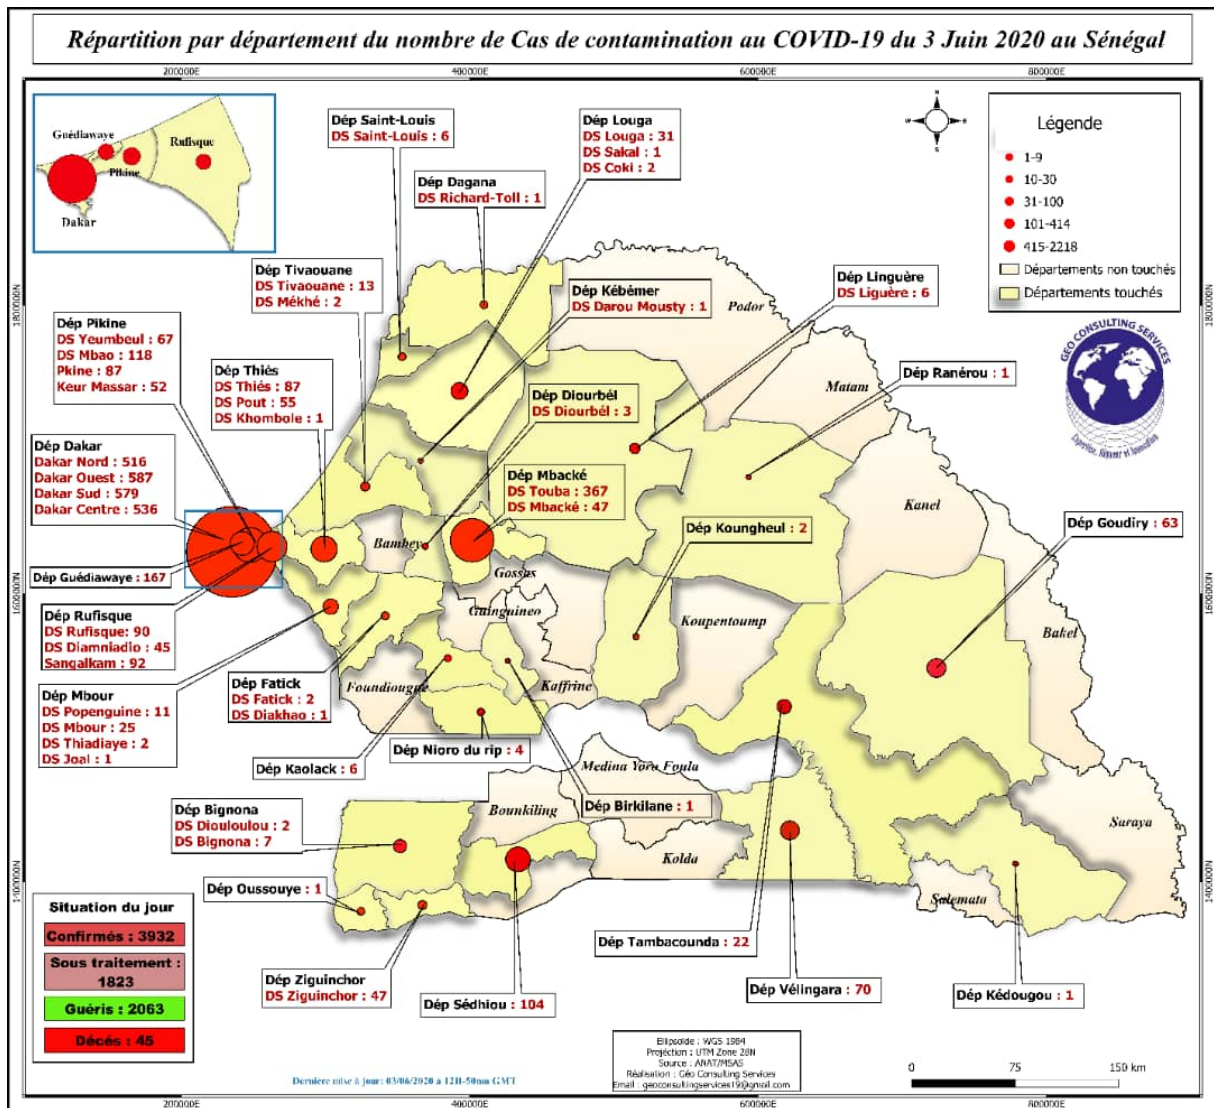 Répartition par département du nombre de Cas de contamination au COVID-19 du 3 Juin 2020 au Sénégal
200000E
400000E
600000E
800000E
Guédiawaye
Rufisque
Pikine
Dakar
Dép Saint-Louis
DS Saint-Louis : 6
Dép Louga
DS Louga : 31
DS Sakal : 1
DS Coki : 2
Dép Dagana
DS Richard-Toll : 1
N
W
E
S
Légende
1-9
10-30
31-100
101-414
415-2218
Départements non touchés
Départements touchés
Dép Tivaouane
DS Tivaouane : 13
DS Mékhé : 2
Dép Kébémer
DS Darou Mousty : 1
Dép Linguère
DS Liguère : 6
Podor
1800000N
1800000N
Dép Pikine
DS Yeumbeul : 67
DS Mbao : 118
Pkine : 87
Keur Massar : 52
Dép Thiés
DS Thiés : 87
DS Pout : 55
DS Khombole : 1
Dép Diourbél
DS Diourbél : 3
Dép Ranérou : 1
Matam
GEO CONSULTING SERVICES
Dép Dakar
Dakar Nord : 516
Dakar Ouest : 587
Dakar Sud : 579
Dakar Centre : 536
Dép Mbacké
DS Touba : 367
DS Mbacké : 47
Kanel
Dép Koungheul : 2
Dép Goudiry : 63
Bambey
Gossas
Dép Guédiawaye : 167
1600000N
1600000N
Guinguineo
Koupentoump
Bakel
Dép Rufisque
DS Rufisque: 90
DS Diamniadio : 45
Sangalkam : 92
Foundiougne
Kaffrine
Dép Fatick
DS Fatick : 2
DS Diakhao : 1
Dép Mbour
DS Popenguine : 11
DS Mbour : 25
DS Thiadiaye : 2
DS Joal : 1
Dép Nioro du rip : 4
Dép Kaolack : 6
Medina Yoro Foula
Dép Birkilane : 1
Bounkiling
Dép Bignona
DS Diouloulou : 2
DS Bignona : 7
Saraya
Kolda
1400000N
1400000N
Dép Oussouye : 1
Salemata
Situation du jour
Confirmés : 3932
Sous traitement :
1823
Guéris : 2063
Décés : 45
Dép Tambacounda : 22
Dép Ziguinchor
DS Ziguinchor : 47
Dép Sédhiou : 104
Dép Vélingara : 70
Dép Kédougou : 1
Ellipsoïde : WGS 1984
Projéction : UTM Zone 28N
Source : ANAT/MSAS
Réalisation : Géo Consulting Services
Email : geoconsultingservices19@gmail.com
Dernière mise à jour: 03/06/2020 à 12H-50mn GMT
0
75
150 km
200000E
400000E
600000E
800000E